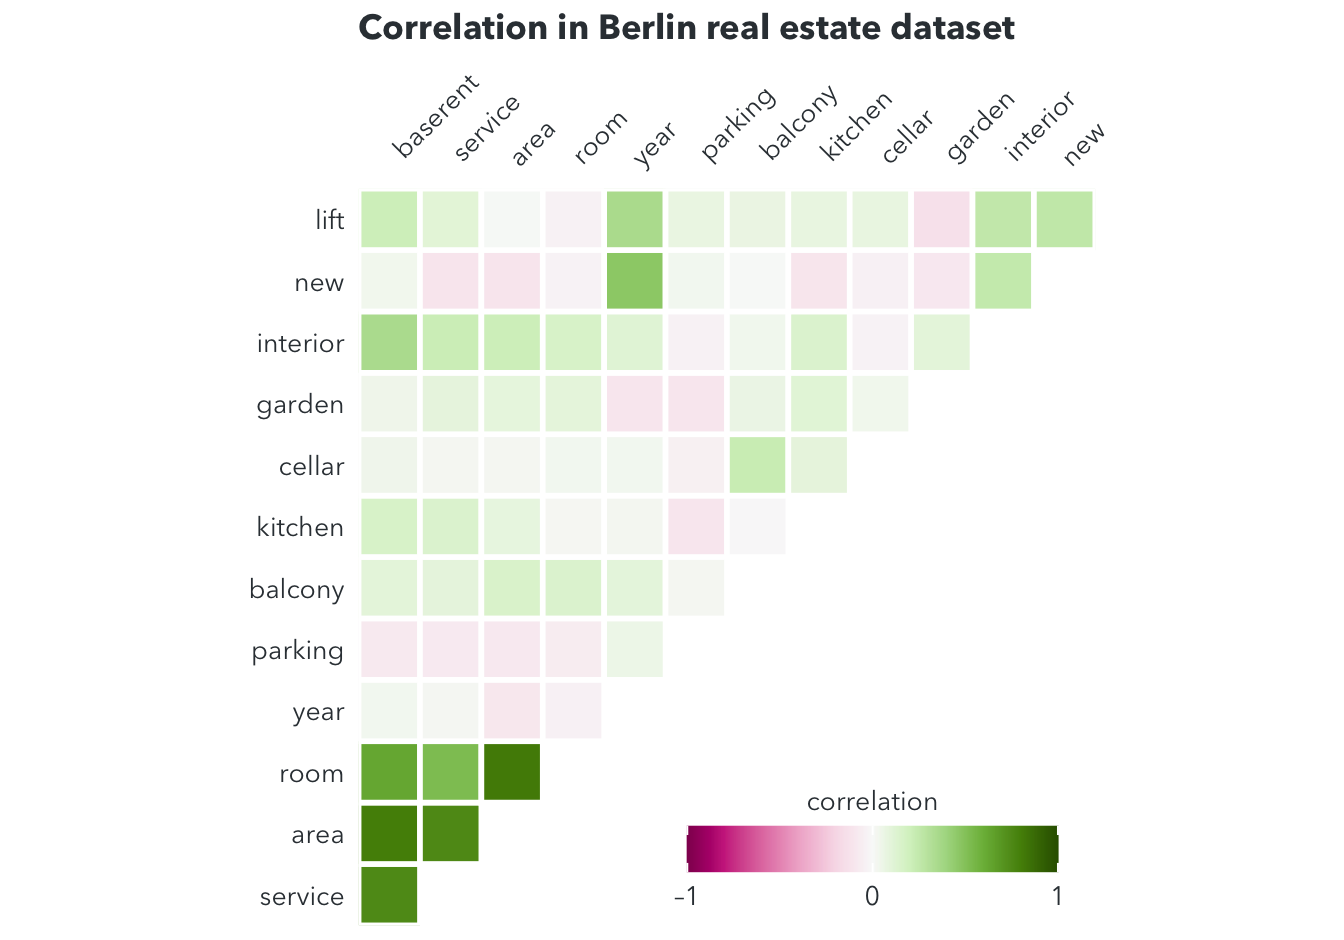 Correlation in Berlin real estate dataset
baserent
service
area
room
year
parking
balcony
kitchen
cellar
garden
interior
new
lift
new
interior
garden
cellar
kitchen
balcony
parking
year
room
area
service
correlation
–1 0 1